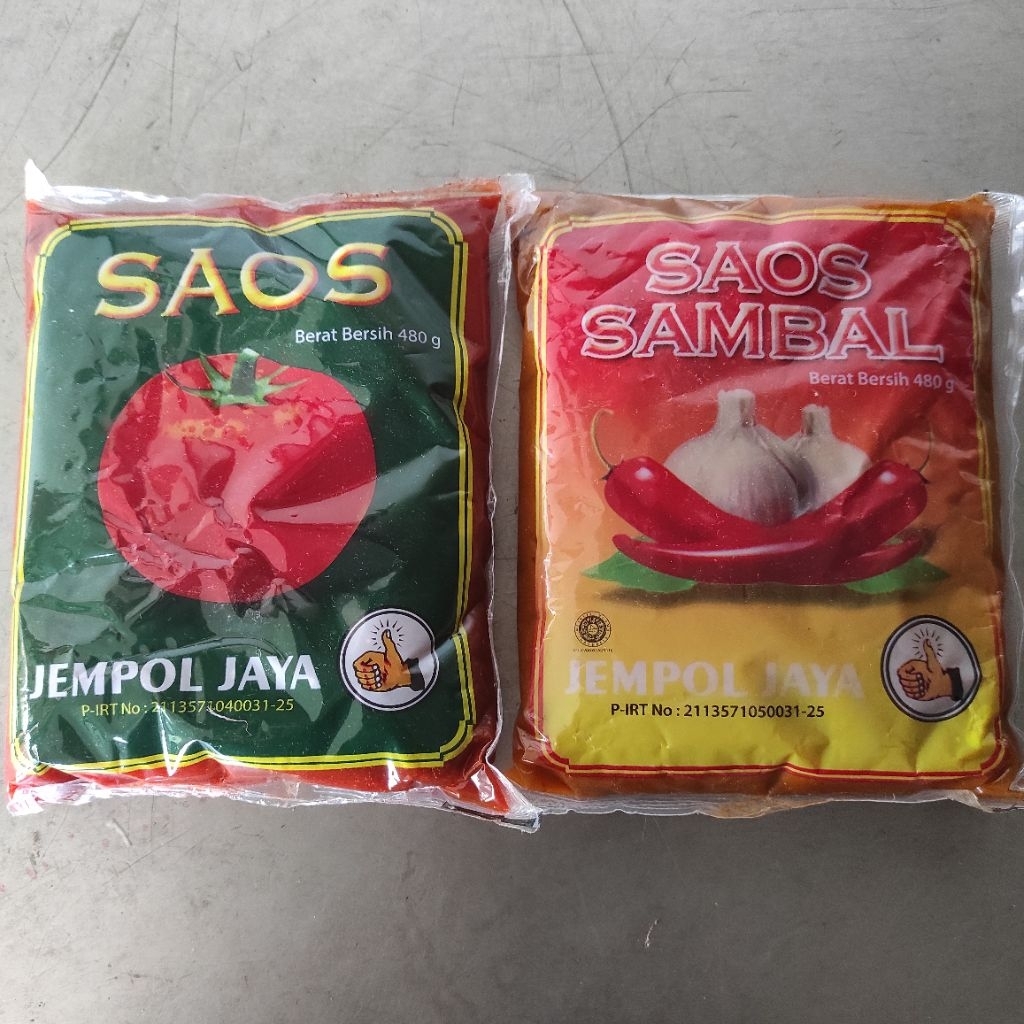 SAOS
Berat Bersih 480 g
JEMPOL JAYA
P-IRT No : 2113571040031-25
SAOS
SAMBAL
Berat Bersih 480 g
JEMPOL JAYA
P-IRT No : 2113571050031-25